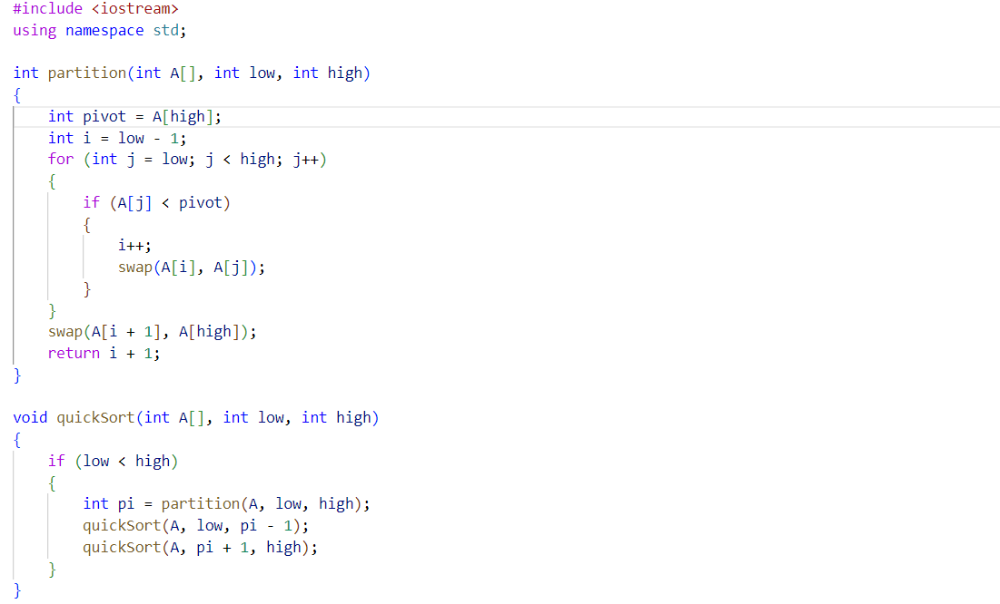 #include <iostream>
using namespace std;

int partition(int A[], int low, int high)
{
    int pivot = A[high];
    int i = low - 1;
    for (int j = low; j < high; j++)
    {
        if (A[j] < pivot)
        {
            i++;
            swap(A[i], A[j]);
        }
    }
    swap(A[i + 1], A[high]);
    return i + 1;
}

void quickSort(int A[], int low, int high)
{
    if (low < high)
    {
        int pi = partition(A, low, high);
        quickSort(A, low, pi - 1);
        quickSort(A, pi + 1, high);
    }
}